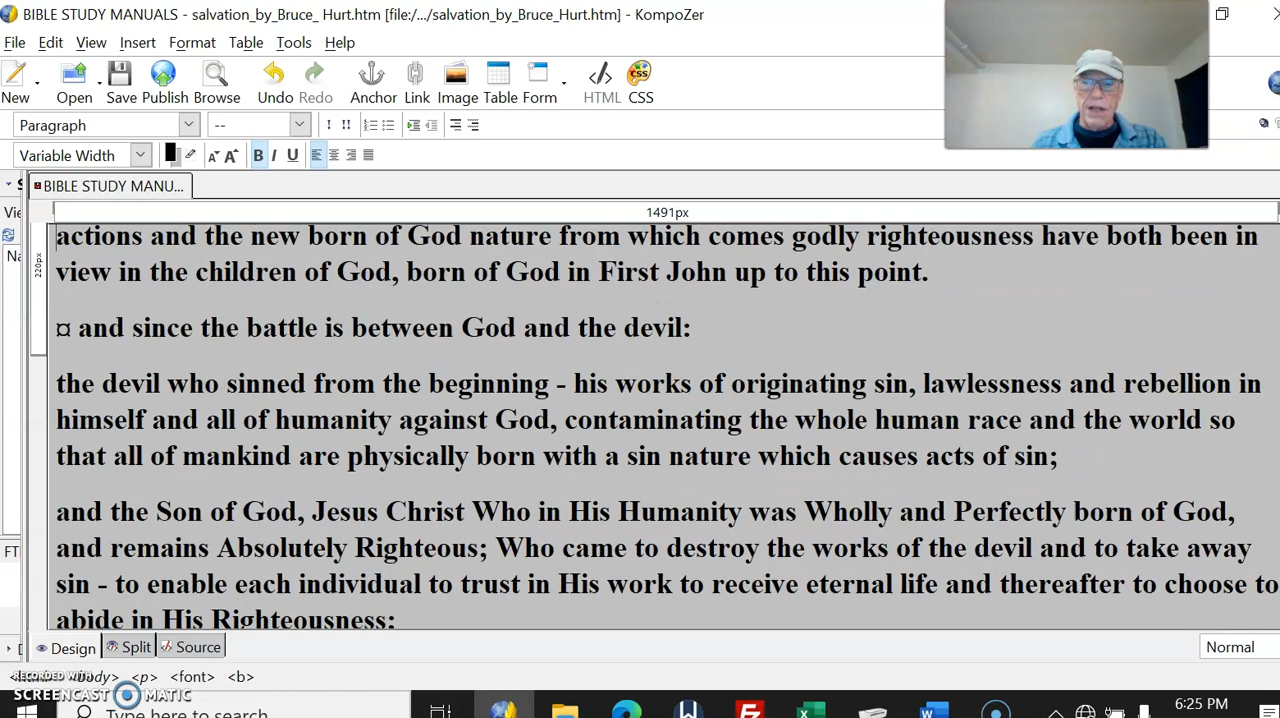 BIBLE STUDY MANUALS - salvation_by_Bruce_ Hurt.htm [file:/.../salvation_by_Bruce_Hurt.htm] - KompoZer
File Edit View Insert Format Table Tools Help
New Open Save Publish Browse Undo Redo Anchor Link Image Table Form HTML CSS
Paragraph --
Variable Width B I U
BIBLE STUDY MANU...
1491px
220px
actions and the new born of God nature from which comes godly righteousness have both been in
view in the children of God, born of God in First John up to this point.
¤ and since the battle is between God and the devil:
the devil who sinned from the beginning - his works of originating sin, lawlessness and rebellion in
himself and all of humanity against God, contaminating the whole human race and the world so
that all of mankind are physically born with a sin nature which causes acts of sin;
and the Son of God, Jesus Christ Who in His Humanity was Wholly and Perfectly born of God,
and remains Absolutely Righteous; Who came to destroy the works of the devil and to take away
sin - to enable each individual to trust in His work to receive eternal life and thereafter to choose to
abide in His Righteousness;
Design Split Source Normal
<body> <p> <font> <b>
RECORDED WITH
SCREENCAST MATIC
Type here to search
6:25 PM